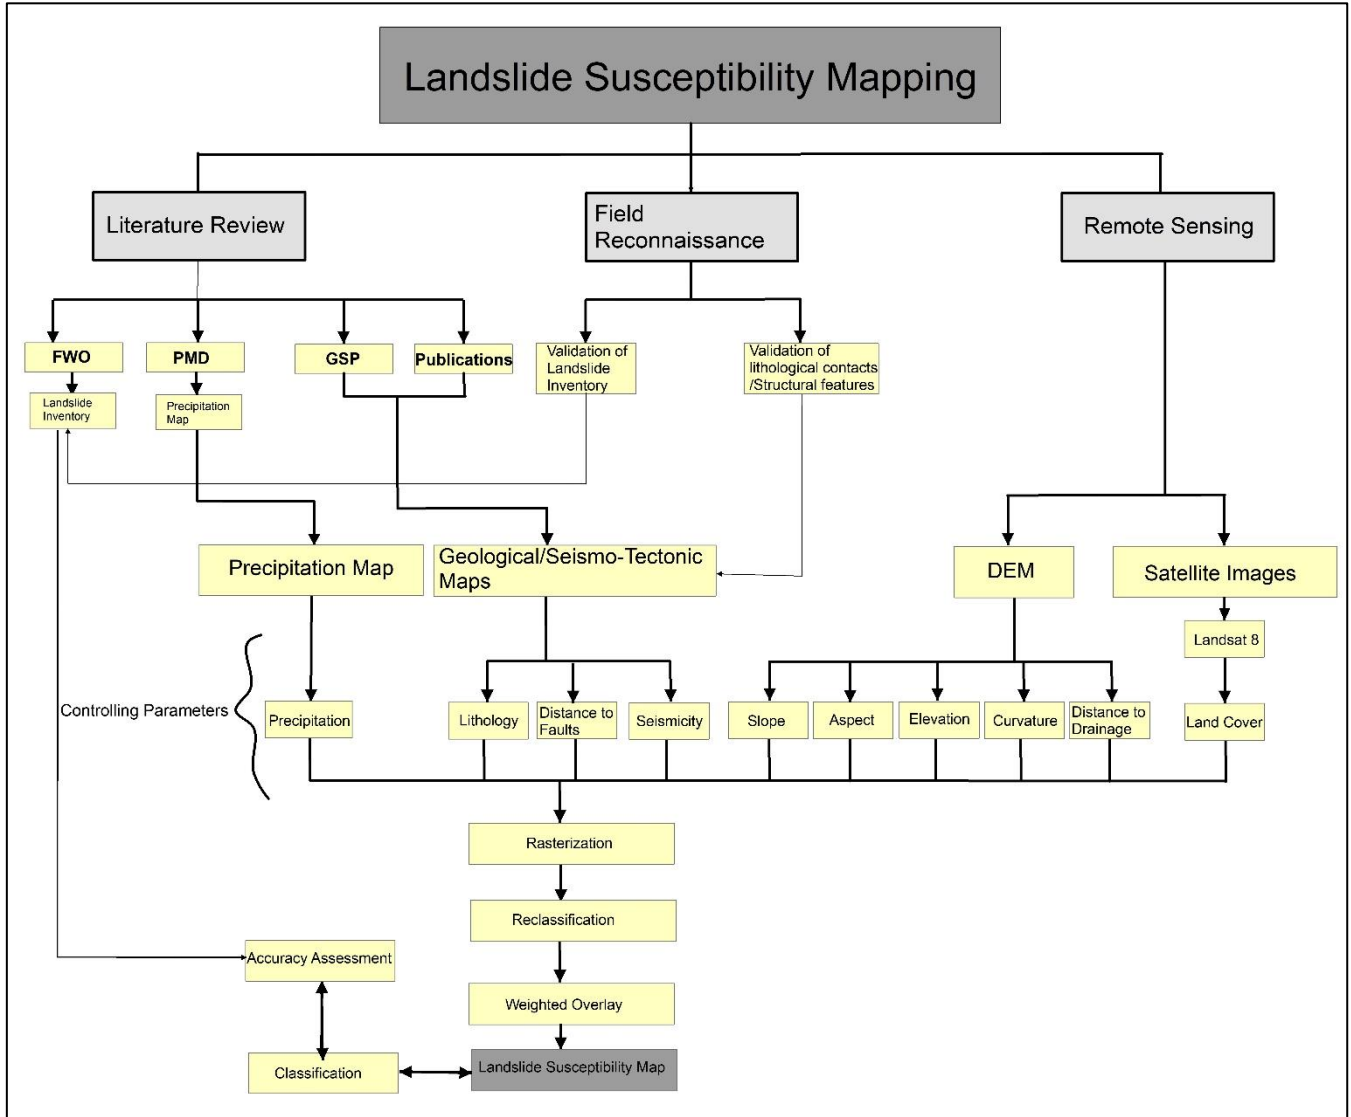 Landslide Susceptibility Mapping
Literature Review
Field
Reconnaissance
Remote Sensing
FWO
PMD
GSP
Publications
Validation of
Landslide
Inventory
Validation of
lithological contacts
/Structural features
Landslide
Inventory
Precipitation
Map
Precipitation Map
Geological/Seismo-Tectonic
Maps
DEM
Satellite Images
Landsat 8
Controlling Parameters
Precipitation
Lithology
Distance to
Faults
Seismicity
Slope
Aspect
Elevation
Curvature
Distance to
Drainage
Land Cover
Rasterization
Reclassification
Accuracy Assessment
Weighted Overlay
Classification
Landslide Susceptibility Map